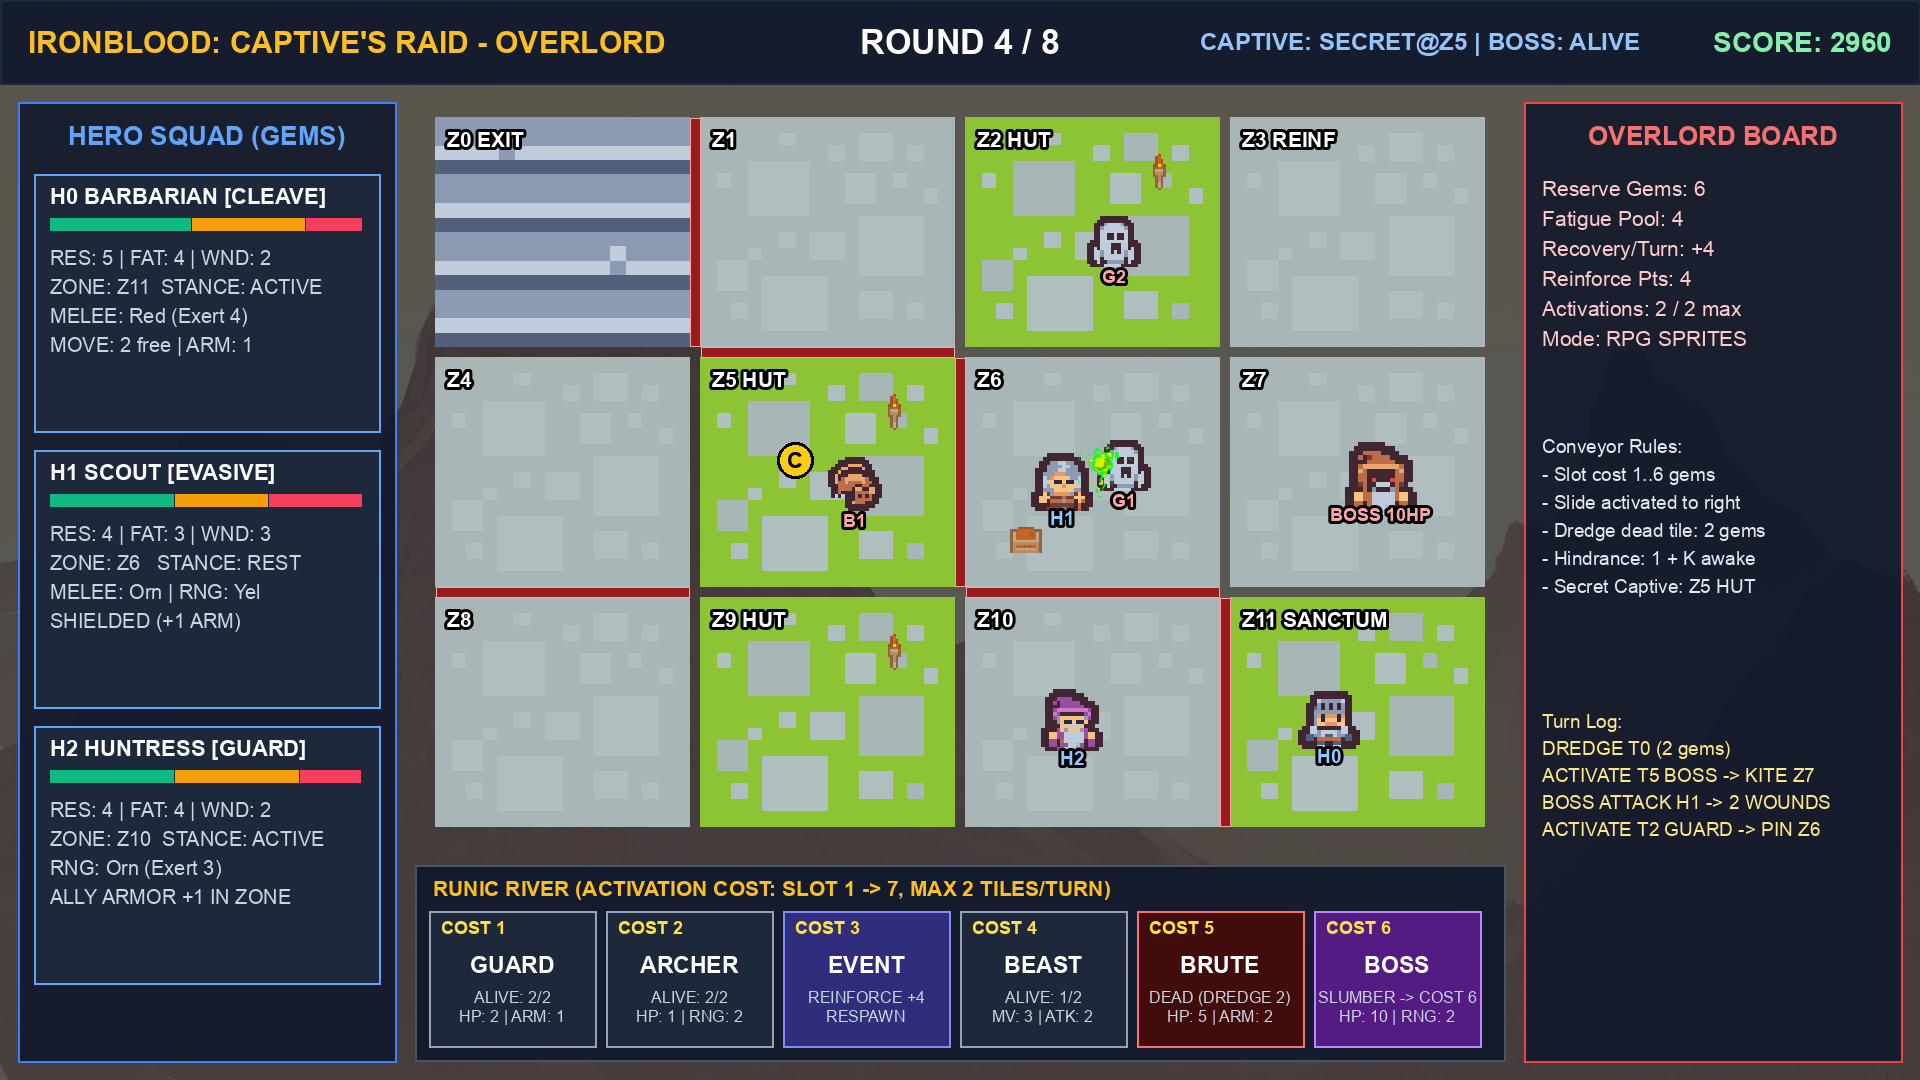 IRONBLOOD: CAPTIVE'S RAID - OVERLORD
ROUND 4 / 8
CAPTIVE: SECRET@Z5 | BOSS: ALIVE
SCORE: 2960
HERO SQUAD (GEMS)
H0 BARBARIAN [CLEAVE]
RES: 5 | FAT: 4 | WND: 2
ZONE: Z11 STANCE: ACTIVE
MELEE: Red (Exert 4)
MOVE: 2 free | ARM: 1
H1 SCOUT [EVASIVE]
RES: 4 | FAT: 3 | WND: 3
ZONE: Z6 STANCE: REST
MELEE: Orn | RNG: Yel
SHIELDED (+1 ARM)
H2 HUNTRESS [GUARD]
RES: 4 | FAT: 4 | WND: 2
ZONE: Z10 STANCE: ACTIVE
RNG: Orn (Exert 3)
ALLY ARMOR +1 IN ZONE
Z0 EXIT
Z1
Z2 HUT
G2
Z3 REINF
Z4
Z5 HUT
C
B1
Z6
H1
G1
Z7
BOSS 10HP
Z8
Z9 HUT
Z10
H2
Z11 SANCTUM
H0
RUNIC RIVER (ACTIVATION COST: SLOT 1 -> 7, MAX 2 TILES/TURN)
COST 1
GUARD
ALIVE: 2/2
HP: 2 | ARM: 1
COST 2
ARCHER
ALIVE: 2/2
HP: 1 | RNG: 2
COST 3
EVENT
REINFORCE +4
RESPAWN
COST 4
BEAST
ALIVE: 1/2
MV: 3 | ATK: 2
COST 5
BRUTE
DEAD (DREDGE 2)
HP: 5 | ARM: 2
COST 6
BOSS
SLUMBER -> COST 6
HP: 10 | RNG: 2
OVERLORD BOARD
Reserve Gems: 6
Fatigue Pool: 4
Recovery/Turn: +4
Reinforce Pts: 4
Activations: 2 / 2 max
Mode: RPG SPRITES
Conveyor Rules:
- Slot cost 1..6 gems
- Slide activated to right
- Dredge dead tile: 2 gems
- Hindrance: 1 + K awake
- Secret Captive: Z5 HUT
Turn Log:
DREDGE T0 (2 gems)
ACTIVATE T5 BOSS -> KITE Z7
BOSS ATTACK H1 -> 2 WOUNDS
ACTIVATE T2 GUARD -> PIN Z6